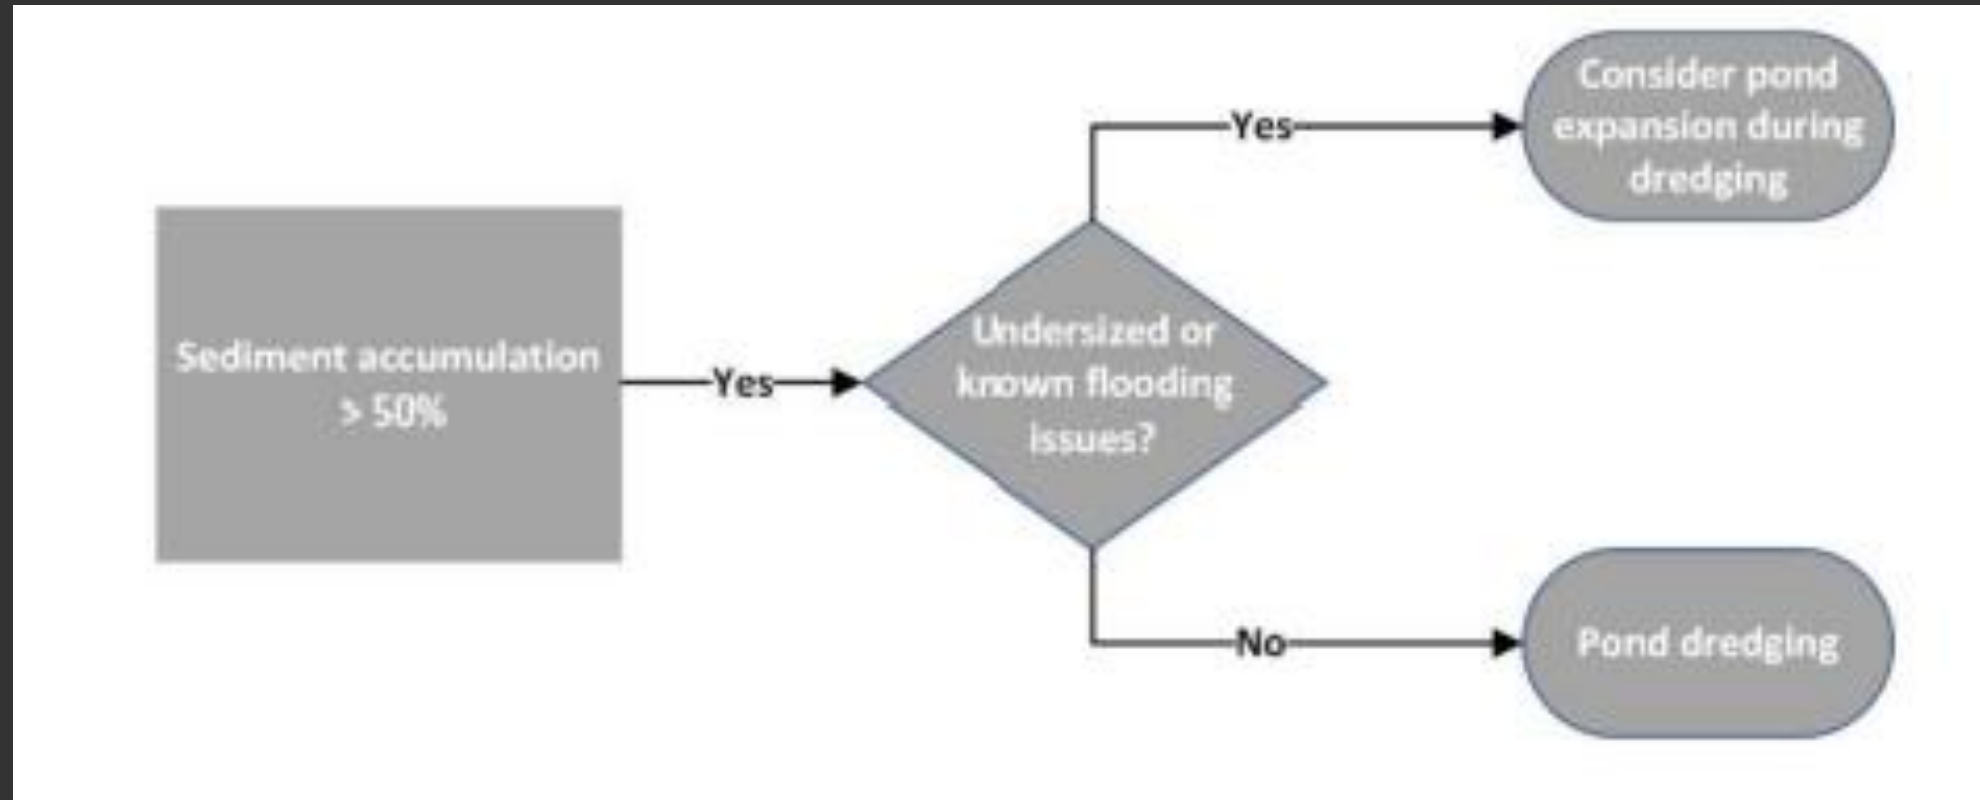 Sediment accumulation
> 50%
Yes
Undersized or
known flooding
issues?
Yes
Consider pond
expansion during
dredging
No
Pond dredging